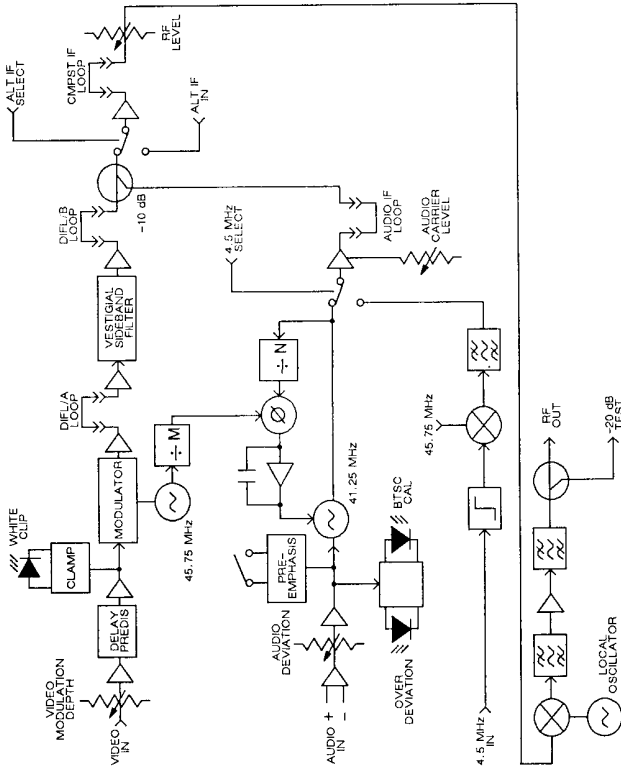 VIDEO
MODULATION
DEPTH
VIDEO
IN
DELAY
PREDIS
CLAMP
WHITE
CLIP
MODULATOR
45.75 MHz
÷ M
DIFL/A
LOOP
VESTIGIAL
SIDEBAND
FILTER
DIFL/B
LOOP
-10 dB
ALT IF
SELECT
ALT IF
IN
CMPST IF
LOOP
RF
LEVEL
AUDIO
DEVIATION
AUDIO +
IN -
PRE-
EMPHASIS
OVER
DEVIATION
BTSC
CAL
41.25 MHz
Ø
÷ N
4.5 MHz
SELECT
AUDIO IF
LOOP
AUDIO
CARRIER
LEVEL
4.5 MHz
IN
45.75 MHz
LOCAL
OSCILLATOR
RF
OUT
-20 dB
TEST